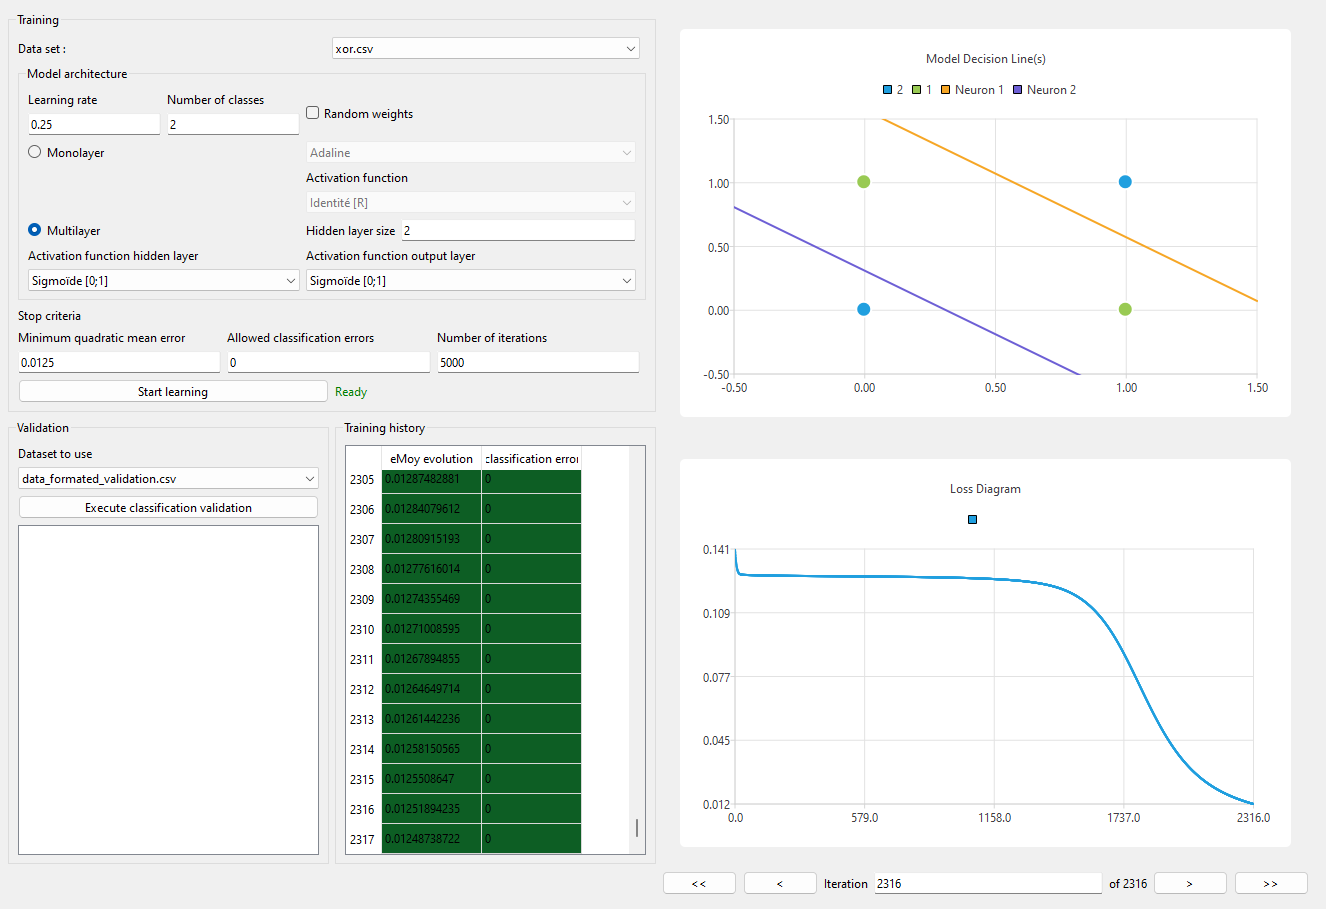 Training
Data set :
xor.csv
Model architecture
Learning rate
Number of classes
0.25
2
Random weights
Monolayer
Adaline
Activation function
Identité [R]
Multilayer
Hidden layer size
2
Activation function hidden layer
Activation function output layer
Sigmoïde [0;1]
Sigmoïde [0;1]
Stop criteria
Minimum quadratic mean error
Allowed classification errors
Number of iterations
0.0125
0
5000
Start learning
Ready
Validation
Dataset to use
data_formated_validation.csv
Execute classification validation
Training history
eMoy evolution
classification error
2305 0.01287482881 0
2306 0.01284079612 0
2307 0.01280915193 0
2308 0.01277616014 0
2309 0.01274355469 0
2310 0.01271008595 0
2311 0.01267894855 0
2312 0.01264649714 0
2313 0.01261442236 0
2314 0.01258150565 0
2315 0.0125508647 0
2316 0.01251894235 0
2317 0.01248738722 0
Model Decision Line(s)
2 1 Neuron 1 Neuron 2
1.50
1.00
0.50
0.00
-0.50
-0.50 0.00 0.50 1.00 1.50
Loss Diagram
0.141
0.109
0.077
0.045
0.012
0.0 579.0 1158.0 1737.0 2316.0
<< < Iteration 2316 of 2316 > >>